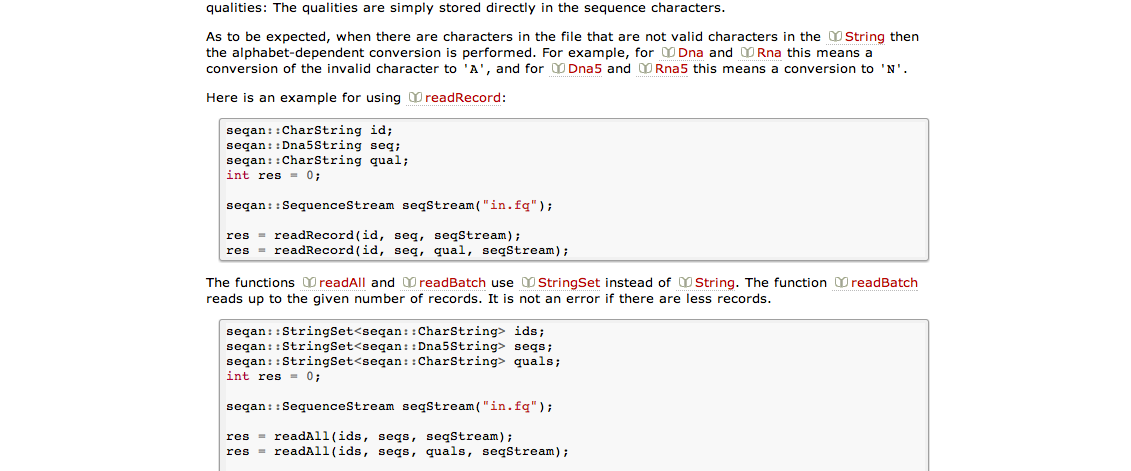 qualities: The qualities are simply stored directly in the sequence characters.
As to be expected, when there are characters in the file that are not valid characters in the String then
the alphabet-dependent conversion is performed. For example, for Dna and Rna this means a
conversion of the invalid character to 'A', and for Dna5 and Rna5 this means a conversion to 'N'.
Here is an example for using readRecord:
seqan::CharString id;
seqan::Dna5String seq;
seqan::CharString qual;
int res = 0;
seqan::SequenceStream seqStream("in.fq");
res = readRecord(id, seq, seqStream);
res = readRecord(id, seq, qual, seqStream);
The functions readAll and readBatch use StringSet instead of String. The function readBatch
reads up to the given number of records. It is not an error if there are less records.
seqan::StringSet<seqan::CharString> ids;
seqan::StringSet<seqan::Dna5String> seqs;
seqan::StringSet<seqan::CharString> quals;
int res = 0;
seqan::SequenceStream seqStream("in.fq");
res = readAll(ids, seqs, seqStream);
res = readAll(ids, seqs, quals, seqStream);